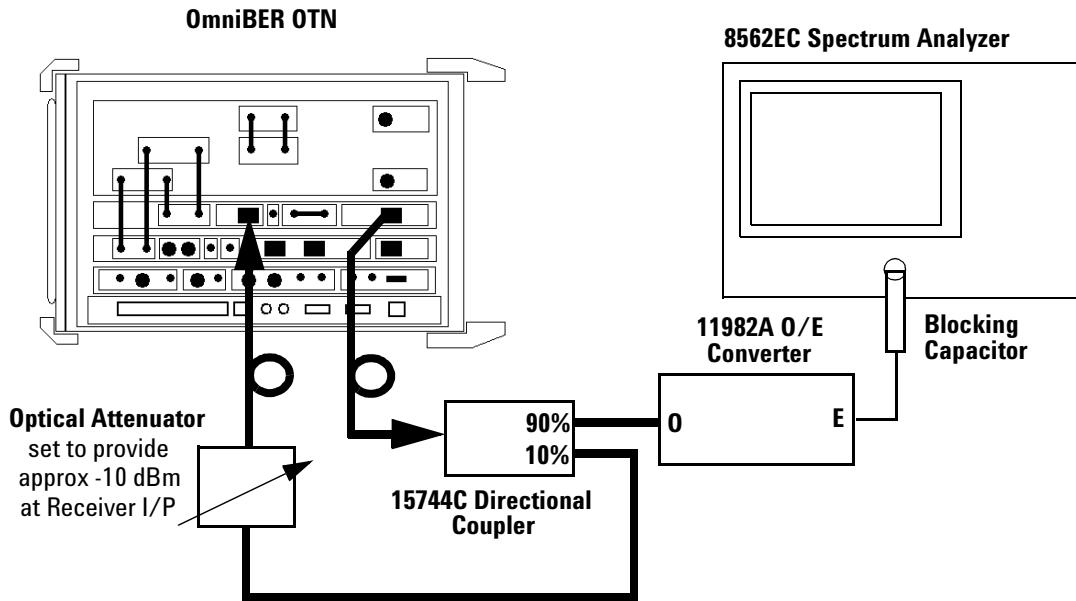 OmniBER OTN
8562EC Spectrum Analyzer
11982A O/E
Converter
Blocking
Capacitor
Optical Attenuator
set to provide
approx -10 dBm
at Receiver I/P
90%
10%
O
E
15744C Directional
Coupler